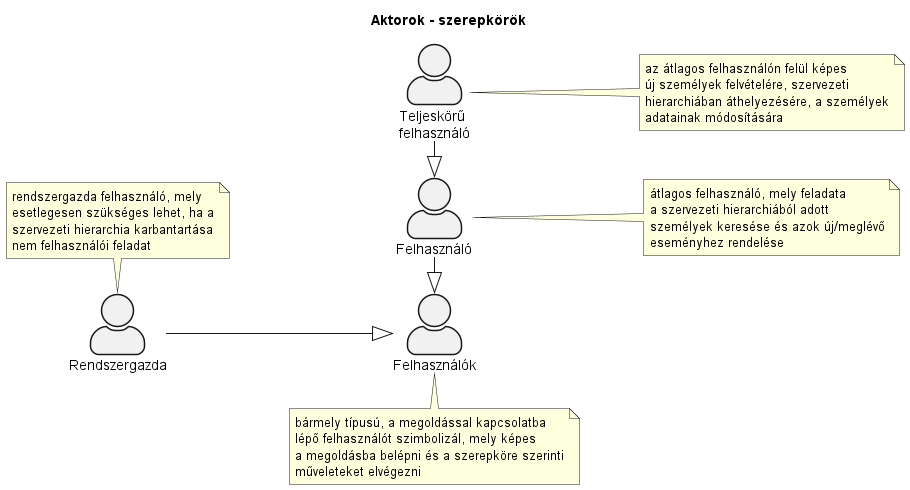 Aktorok - szerepkörök
Teljeskörű
felhasználó
az átlagos felhasználón felül képes
új személyek felvételére, szervezeti
hierarchiában áthelyezésére, a személyek
adatainak módosítására
rendszergazda felhasználó, mely
esetlegesen szükséges lehet, ha a
szervezeti hierarchia karbantartása
nem felhasználói feladat
Felhasználó
átlagos felhasználó, mely feladata
a szervezeti hierarchiából adott
személyek keresése és azok új/meglévő
eseményhez rendelése
Rendszergazda
Felhasználók
bármely típusú, a megoldással kapcsolatba
lépő felhasználót szimbolizál, mely képes
a megoldásba belépni és a szerepköre szerinti
műveleteket elvégezni